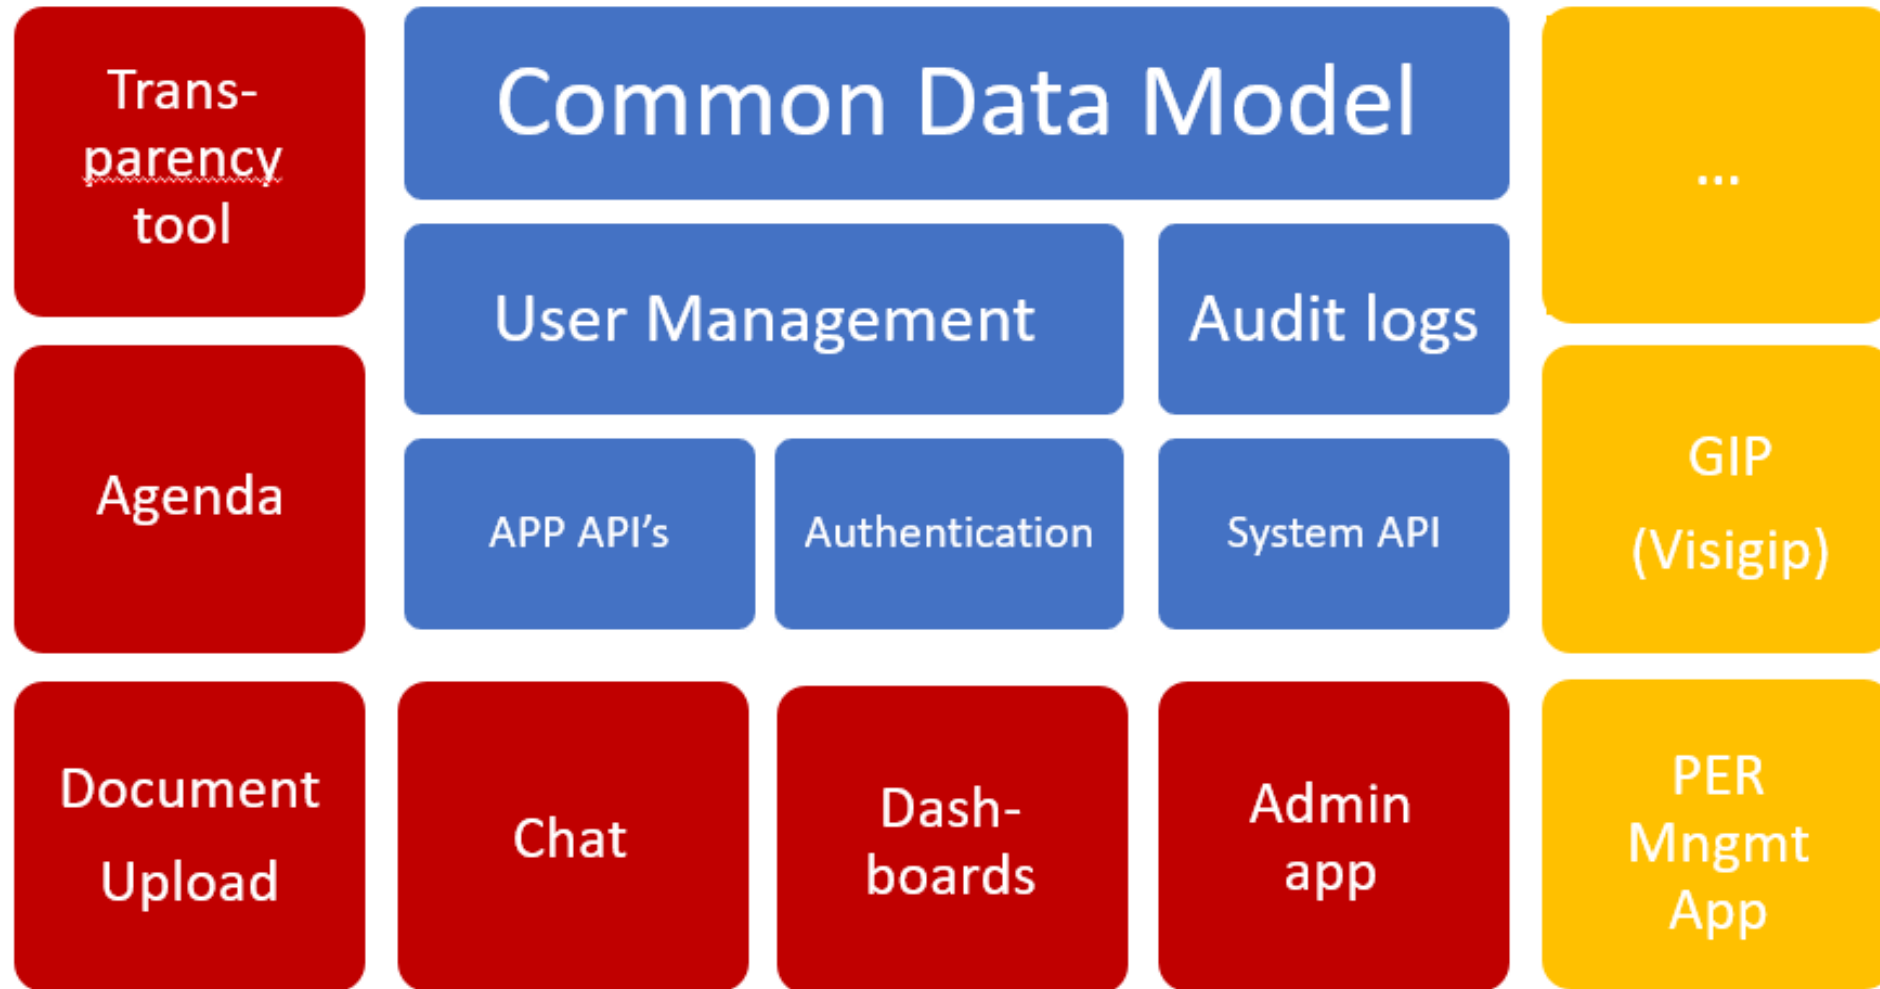 Trans-
parency
tool
Common Data Model
...
User Management
Audit logs
Agenda
APP API’s
Authentication
System API
GIP
(Visigip)
Document
Upload
Chat
Dash-
boards
Admin
app
PER
Mngmt
App